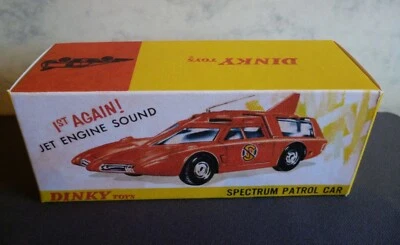 DINKY TOYS
1ST AGAIN!
JET ENGINE SOUND
DINKY TOYS
SPECTRUM PATROL CAR